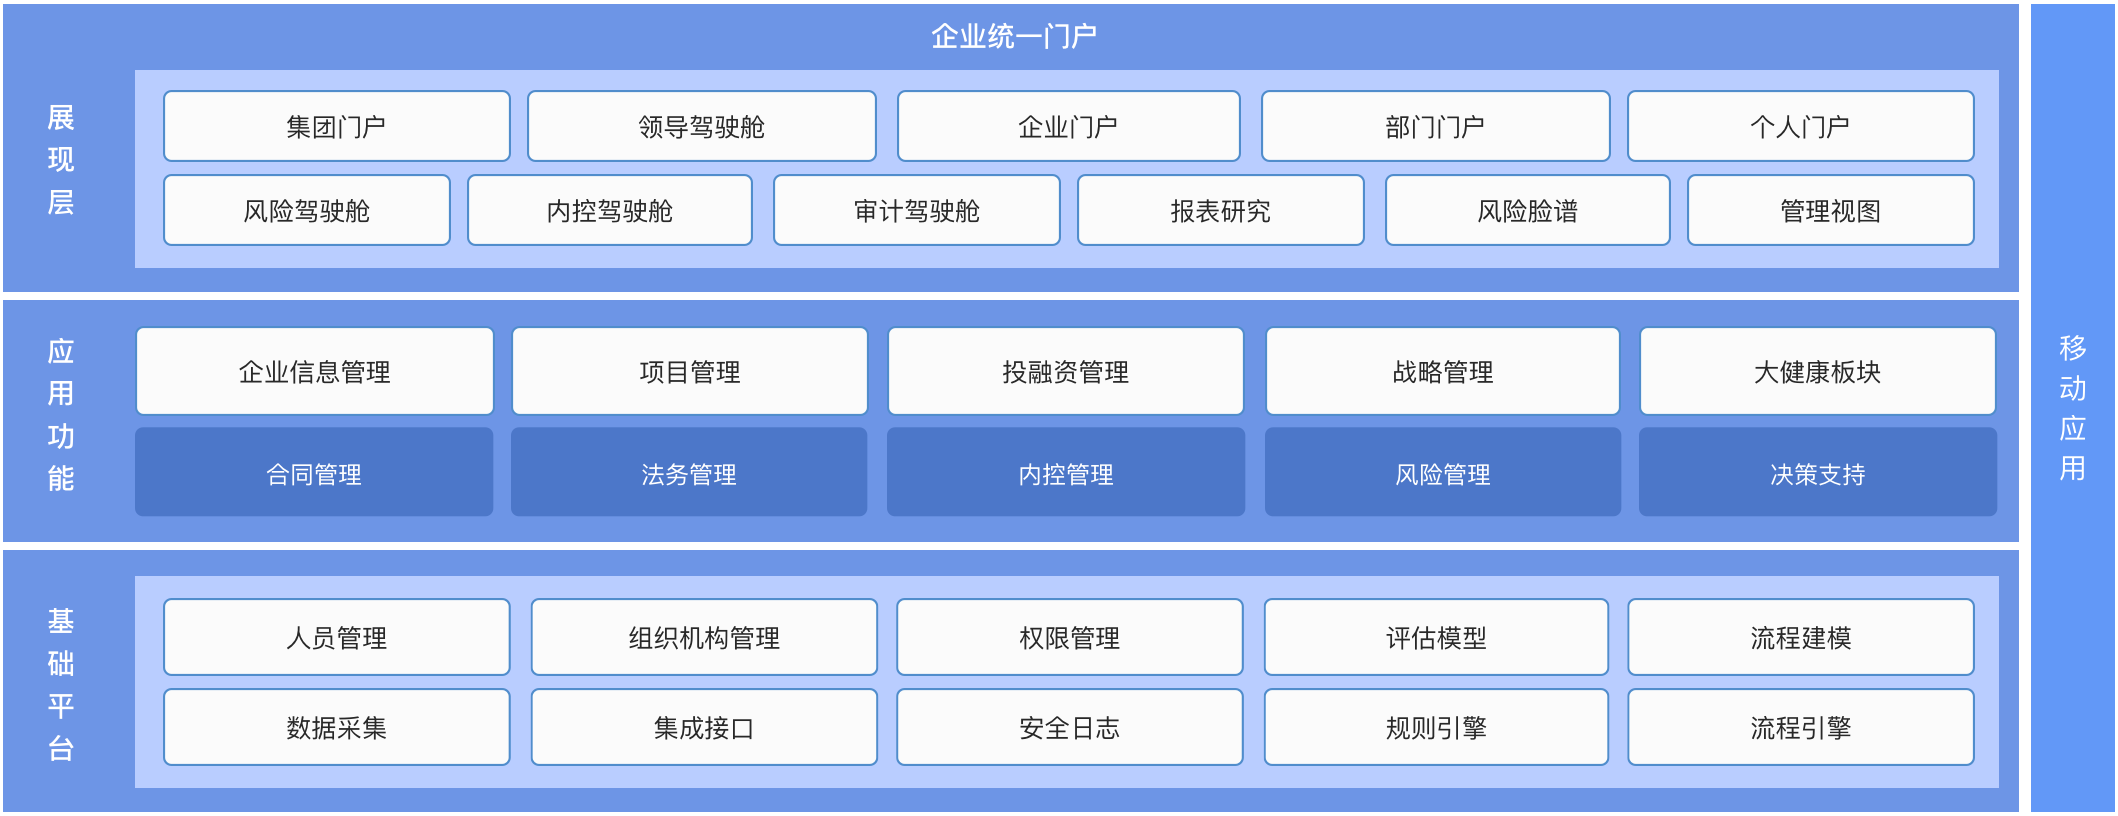 企业统一门户
展现层
集团门户
领导驾驶舱
企业门户
部门门户
个人门户
风险驾驶舱
内控驾驶舱
审计驾驶舱
报表研究
风险脸谱
管理视图
应用功能
企业信息管理
项目管理
投融资管理
战略管理
大健康板块
合同管理
法务管理
内控管理
风险管理
决策支持
基础平台
人员管理
组织机构管理
权限管理
评估模型
流程建模
数据采集
集成接口
安全日志
规则引擎
流程引擎
移动应用